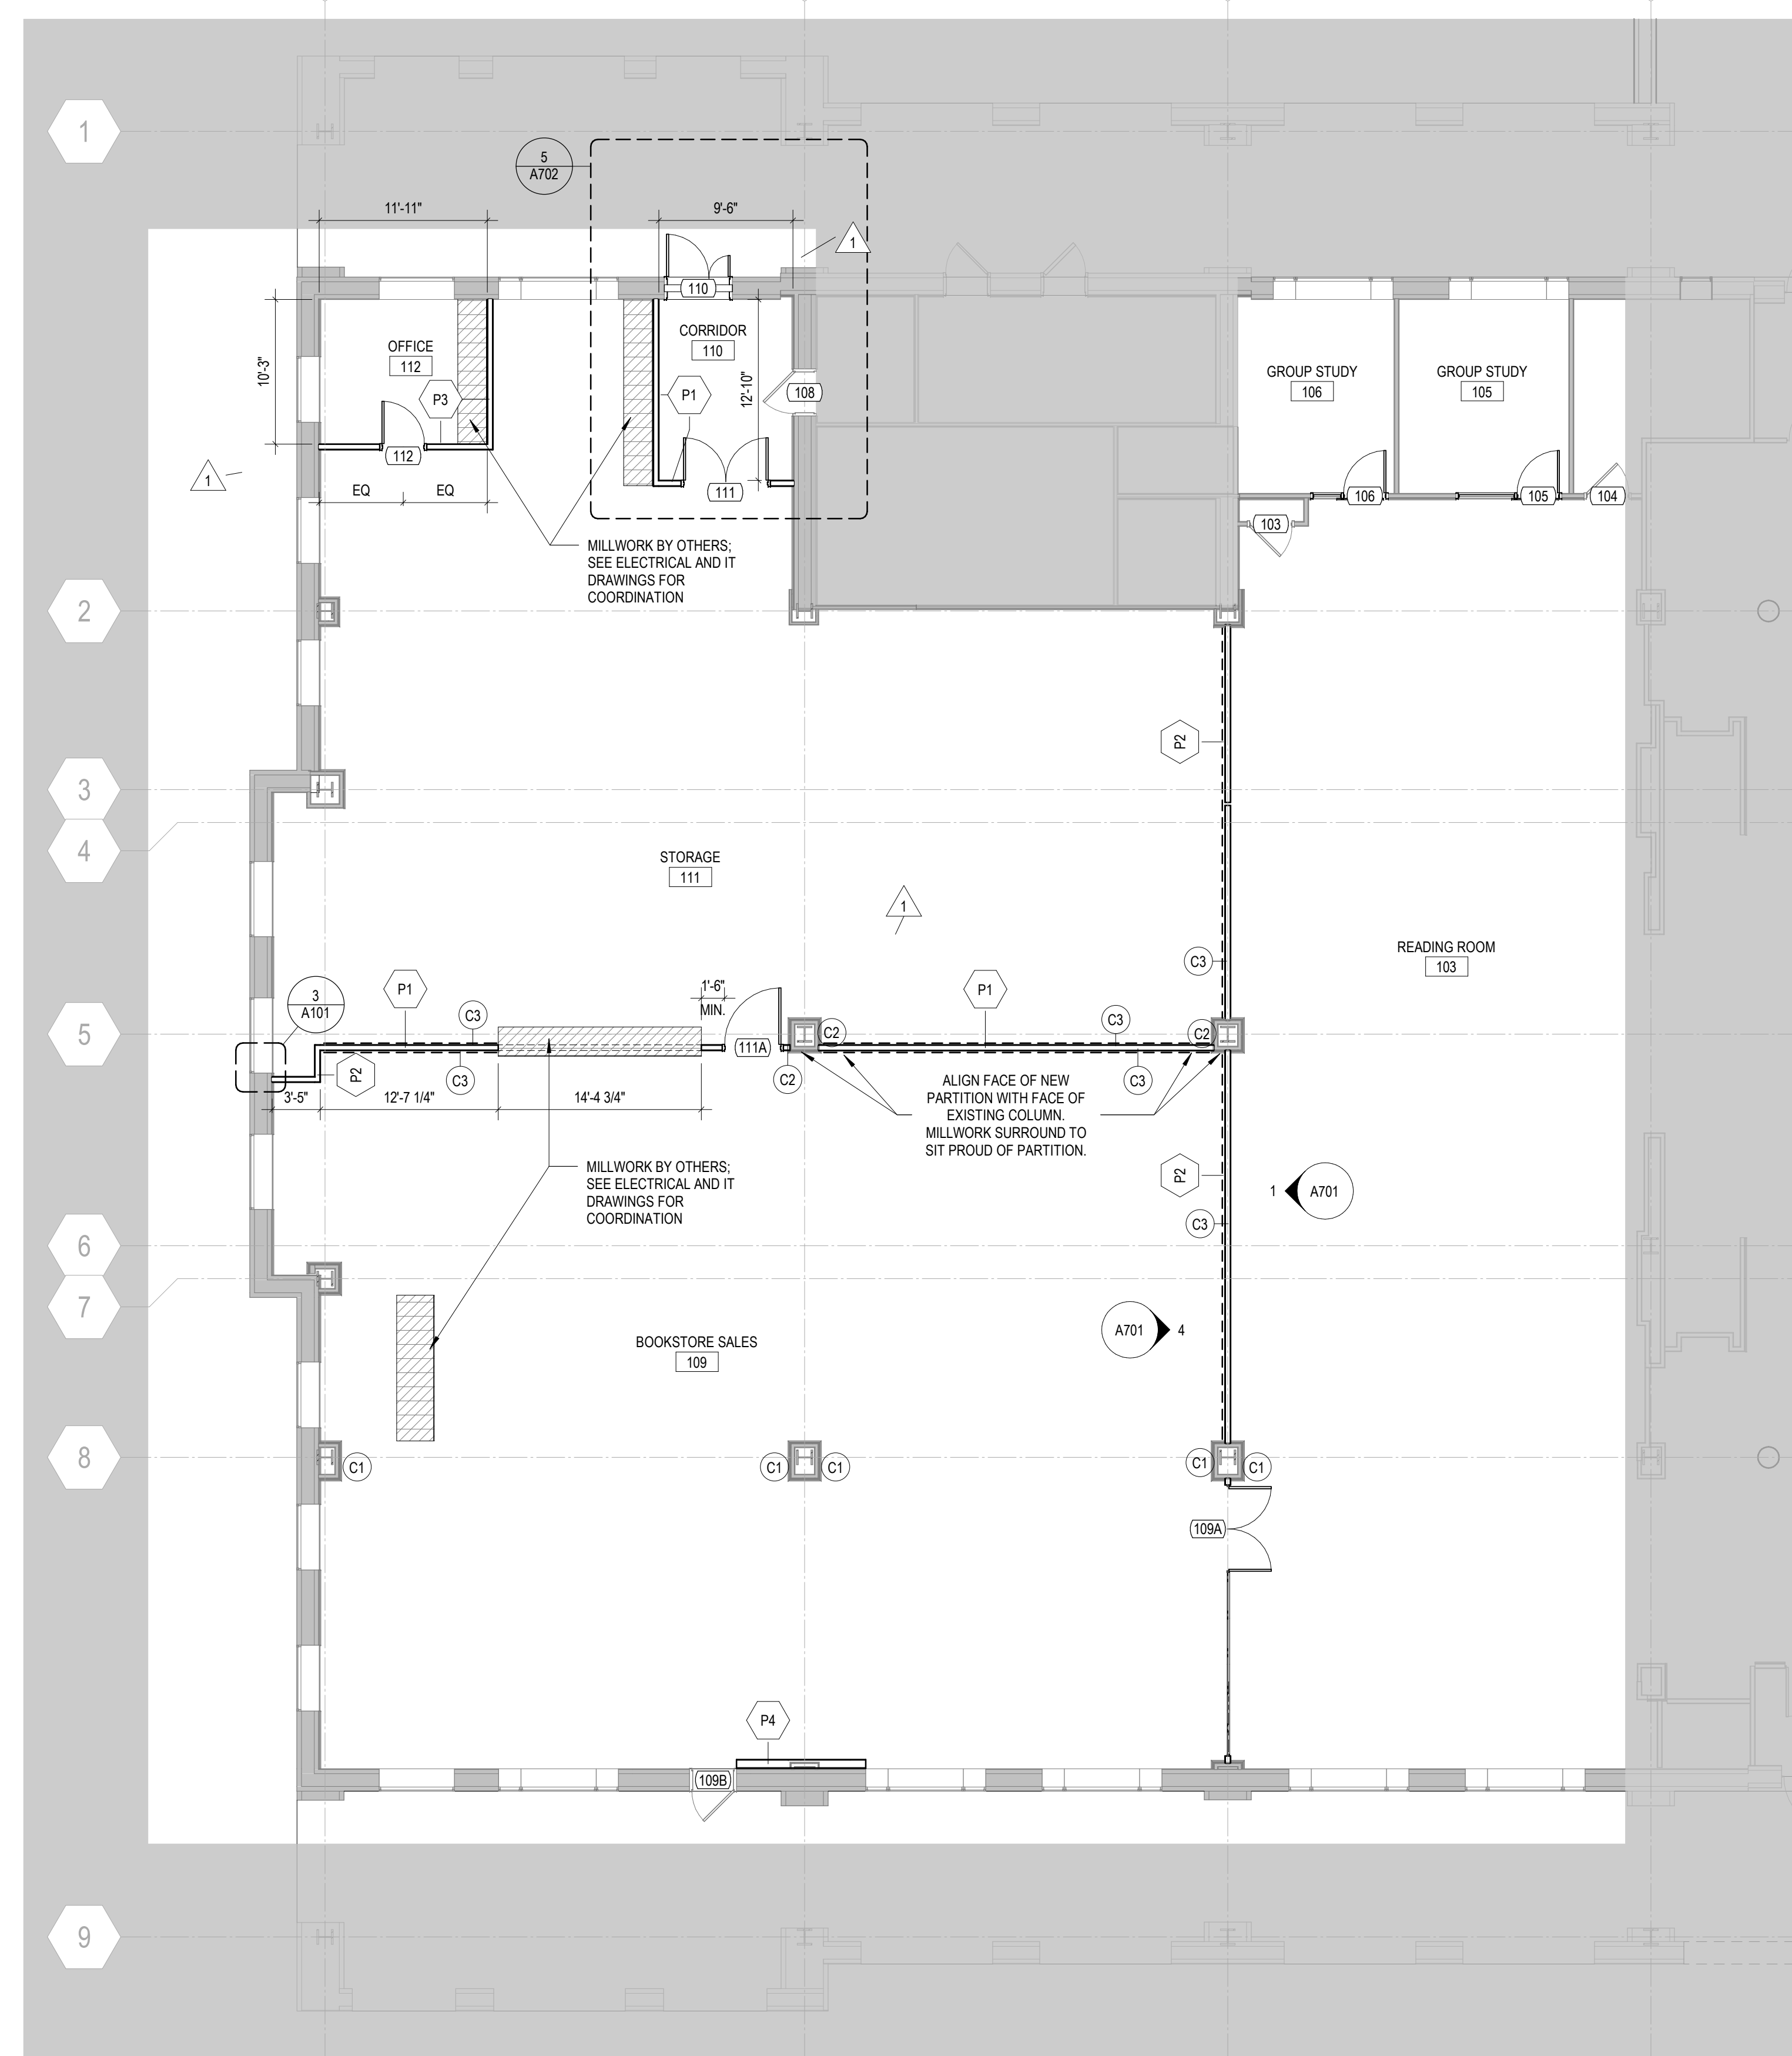 1
5
A702
11'-11"
9'-6"
1
110
CORRIDOR
110
OFFICE
112
10'-3"
P3
P1
12'-10"
108
GROUP STUDY
106
GROUP STUDY
105
112
111
1
EQ
EQ
106
105
104
103
MILLWORK BY OTHERS;
SEE ELECTRICAL AND IT
DRAWINGS FOR
COORDINATION
2
P2
3
4
STORAGE
111
1
READING ROOM
103
C3
3
A101
P1
1'-6"
MIN.
P1
C3
C3
5
C2
C2
111A
P2
C3
C2
C3
3'-5"
12'-7 1/4"
14'-4 3/4"
ALIGN FACE OF NEW
PARTITION WITH FACE OF
EXISTING COLUMN.
MILLWORK SURROUND TO
SIT PROUD OF PARTITION.
MILLWORK BY OTHERS;
SEE ELECTRICAL AND IT
DRAWINGS FOR
COORDINATION
P2
1
A701
C3
6
7
A701
4
BOOKSTORE SALES
109
8
C1
C1
C1
C1
C1
109A
P4
109B
9